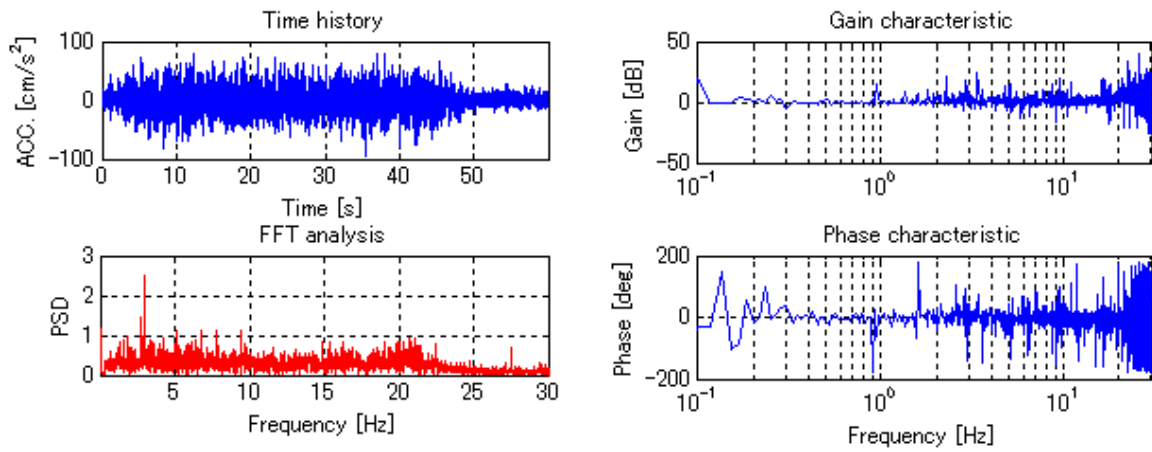 Time history
100
0
-100
ACC. [cm/s²]
0 10 20 30 40 50
Time [s]
FFT analysis
3
2
1
0
PSD
5 10 15 20 25 30
Frequency [Hz]
Gain characteristic
50
0
-50
Gain [dB]
10⁻¹ 10⁰ 10¹
Phase characteristic
200
0
-200
Phase [deg]
10⁻¹ 10⁰ 10¹
Frequency [Hz]